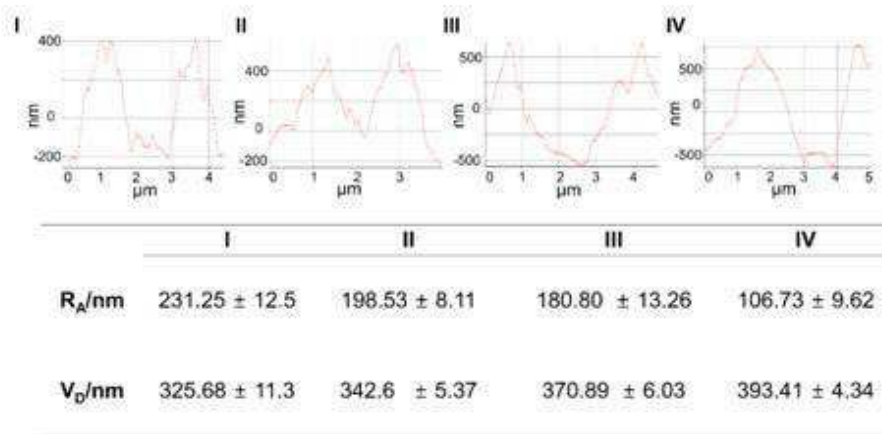 I II III IV
400
0
-200
nm
0 1 2 3 4
µm
400
0
-200
0 1 2 3
µm
500
0
-500
nm
0 1 2 3 4
µm
500
0
-500
nm
0 1 2 3 4 5
µm
I II III IV
R_A/nm 231.25 ± 12.5 198.53 ± 8.11 180.80 ± 13.26 106.73 ± 9.62
V_D/nm 325.68 ± 11.3 342.6 ± 5.37 370.89 ± 6.03 393.41 ± 4.34